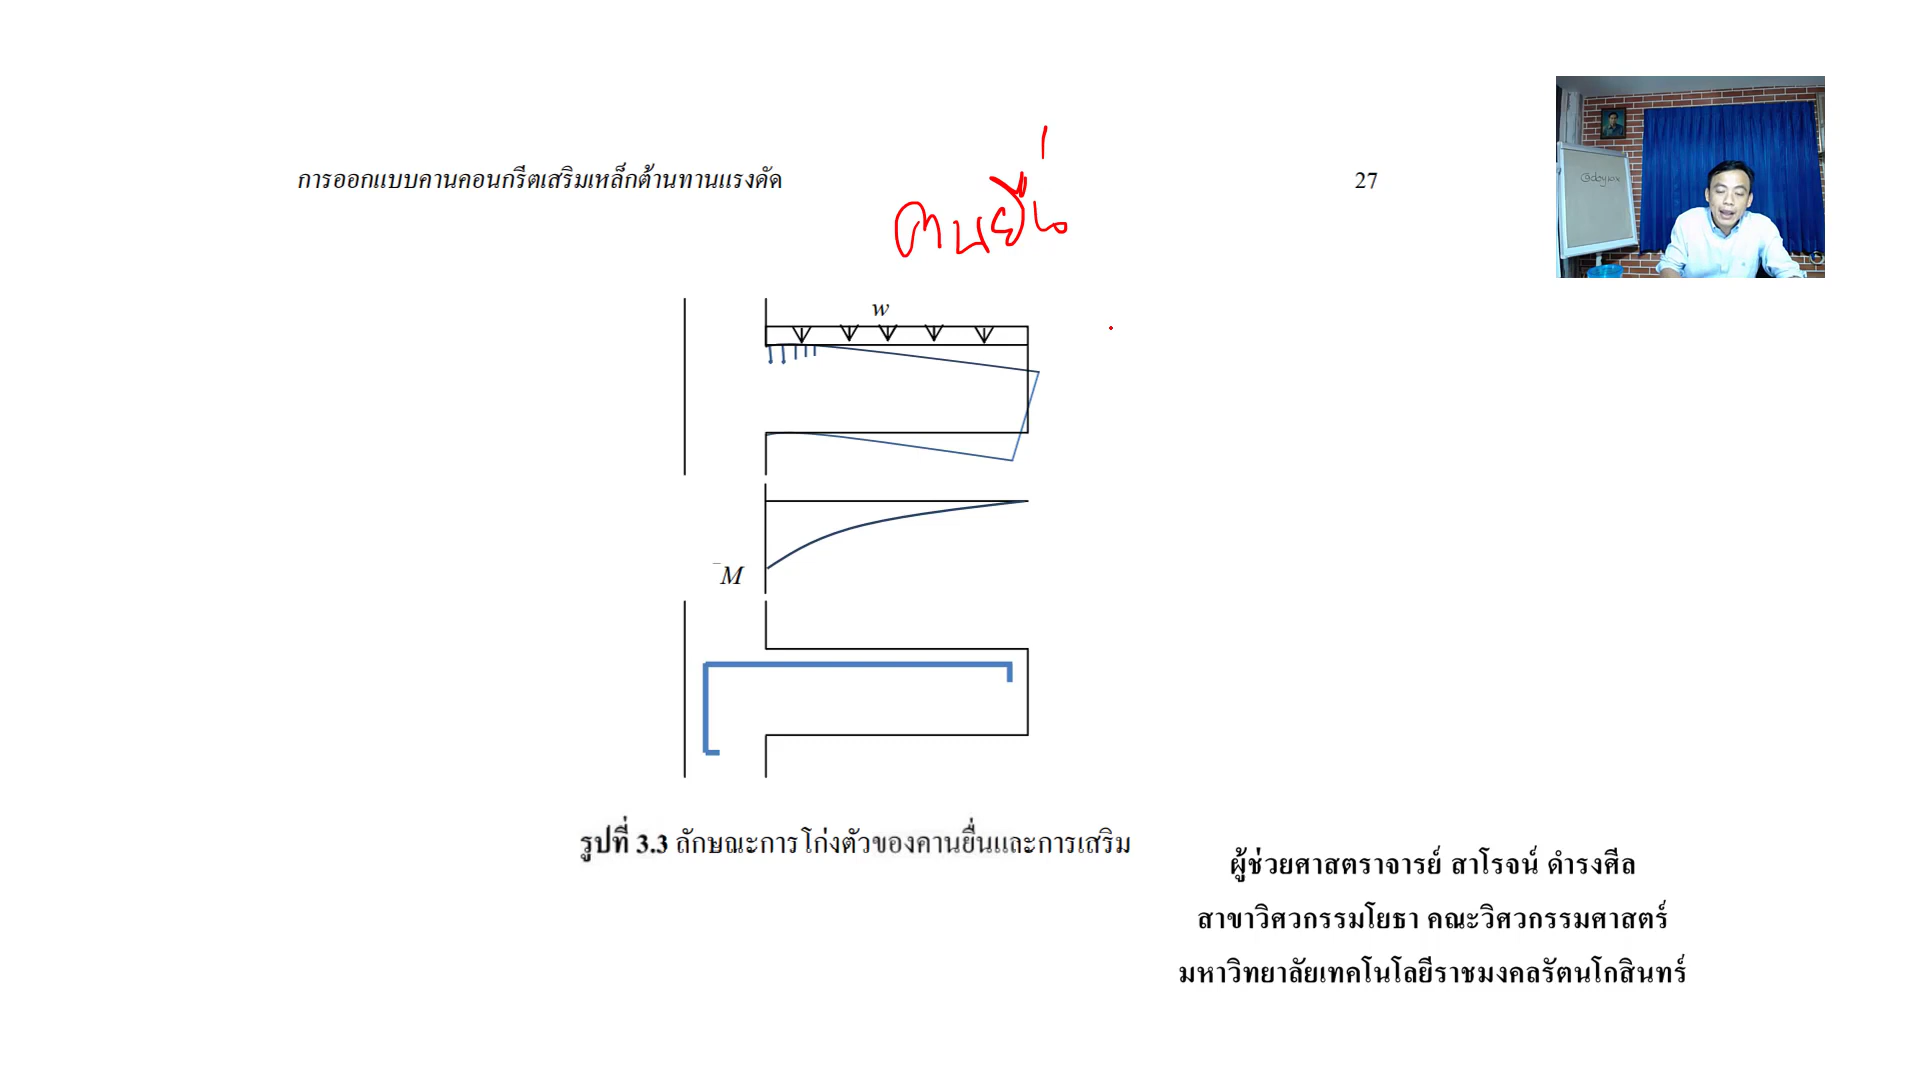 การออกแบบคานคอนกรีตเสริมเหล็กต้านทานแรงดัด
27
คานยื่น
w
¯M
รูปที่ 3.3 ลักษณะการโก่งตัวของคานยื่นและการเสริม
ผู้ช่วยศาสตราจารย์ สาโรจน์ ดำรงศีล
สาขาวิศวกรรมโยธา คณะวิศวกรรมศาสตร์
มหาวิทยาลัยเทคโนโลยีราชมงคลรัตนโกสินทร์